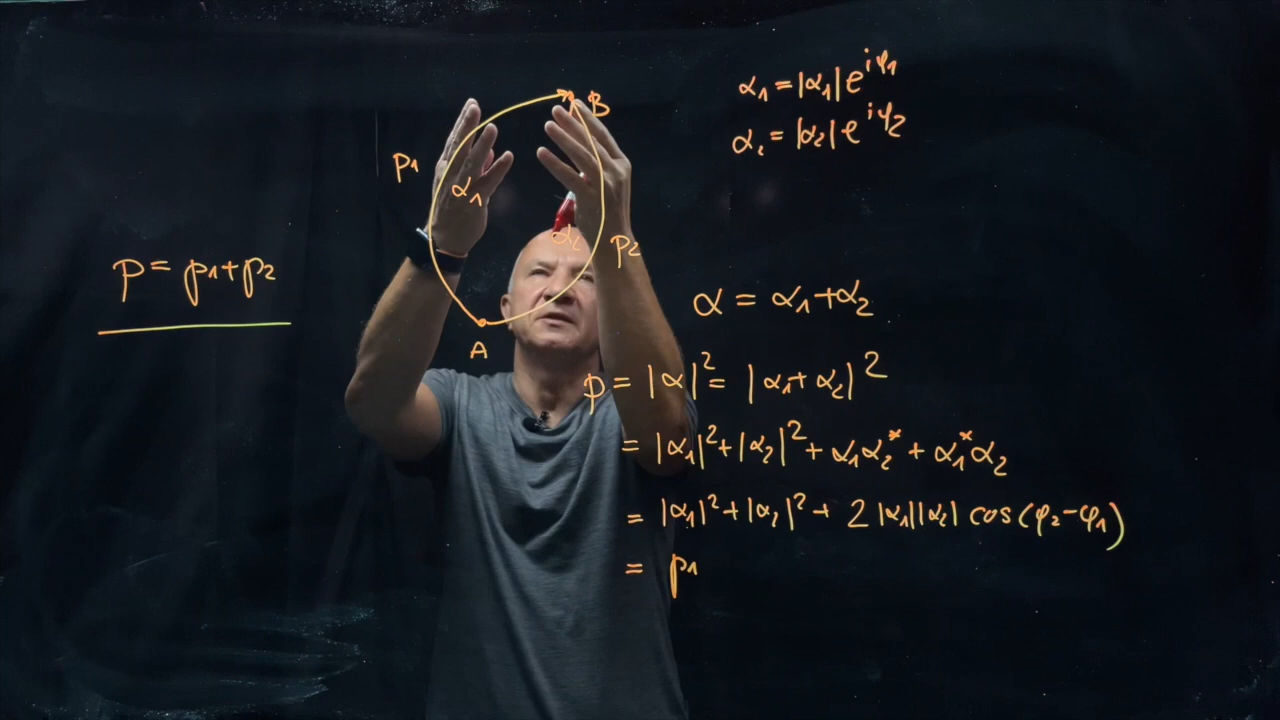 α₁ = |α₁| e^{iφ₁}
α₂ = |α₂| e^{iφ₂}
B
p₁
α₁
α₂
p₂
A
p = p₁ + p₂
α = α₁ + α₂
p = |α|² = |α₁ + α₂|²
= |α₁|² + |α₂|² + α₁α₂* + α₁*α₂
= |α₁|² + |α₂|² + 2|α₁||α₂| cos(φ₂ - φ₁)
= p₁